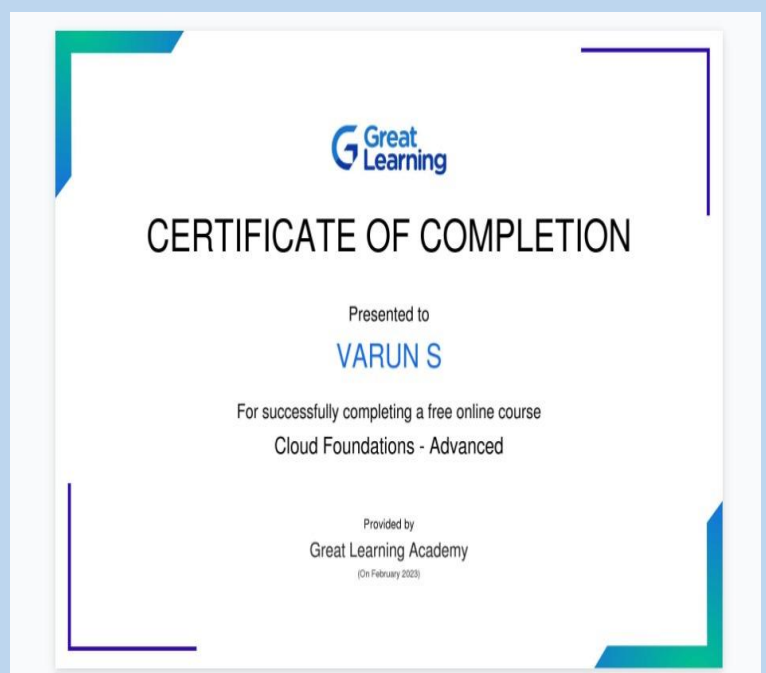 Great
Learning
CERTIFICATE OF COMPLETION
Presented to
VARUN S
For successfully completing a free online course
Cloud Foundations - Advanced
Provided by
Great Learning Academy
(On February 2023)